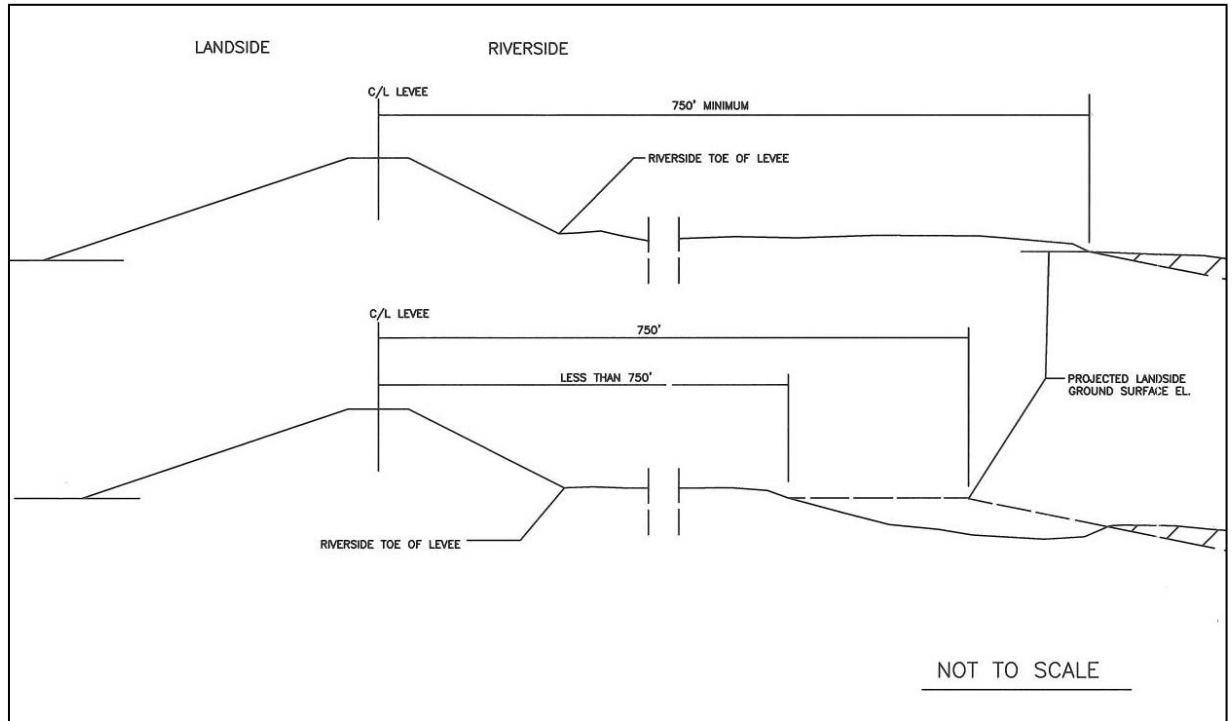 LANDSIDE
RIVERSIDE
C/L LEVEE
750' MINIMUM
RIVERSIDE TOE OF LEVEE
C/L LEVEE
750'
LESS THAN 750'
PROJECTED LANDSIDE
GROUND SURFACE EL.
RIVERSIDE TOE OF LEVEE
NOT TO SCALE